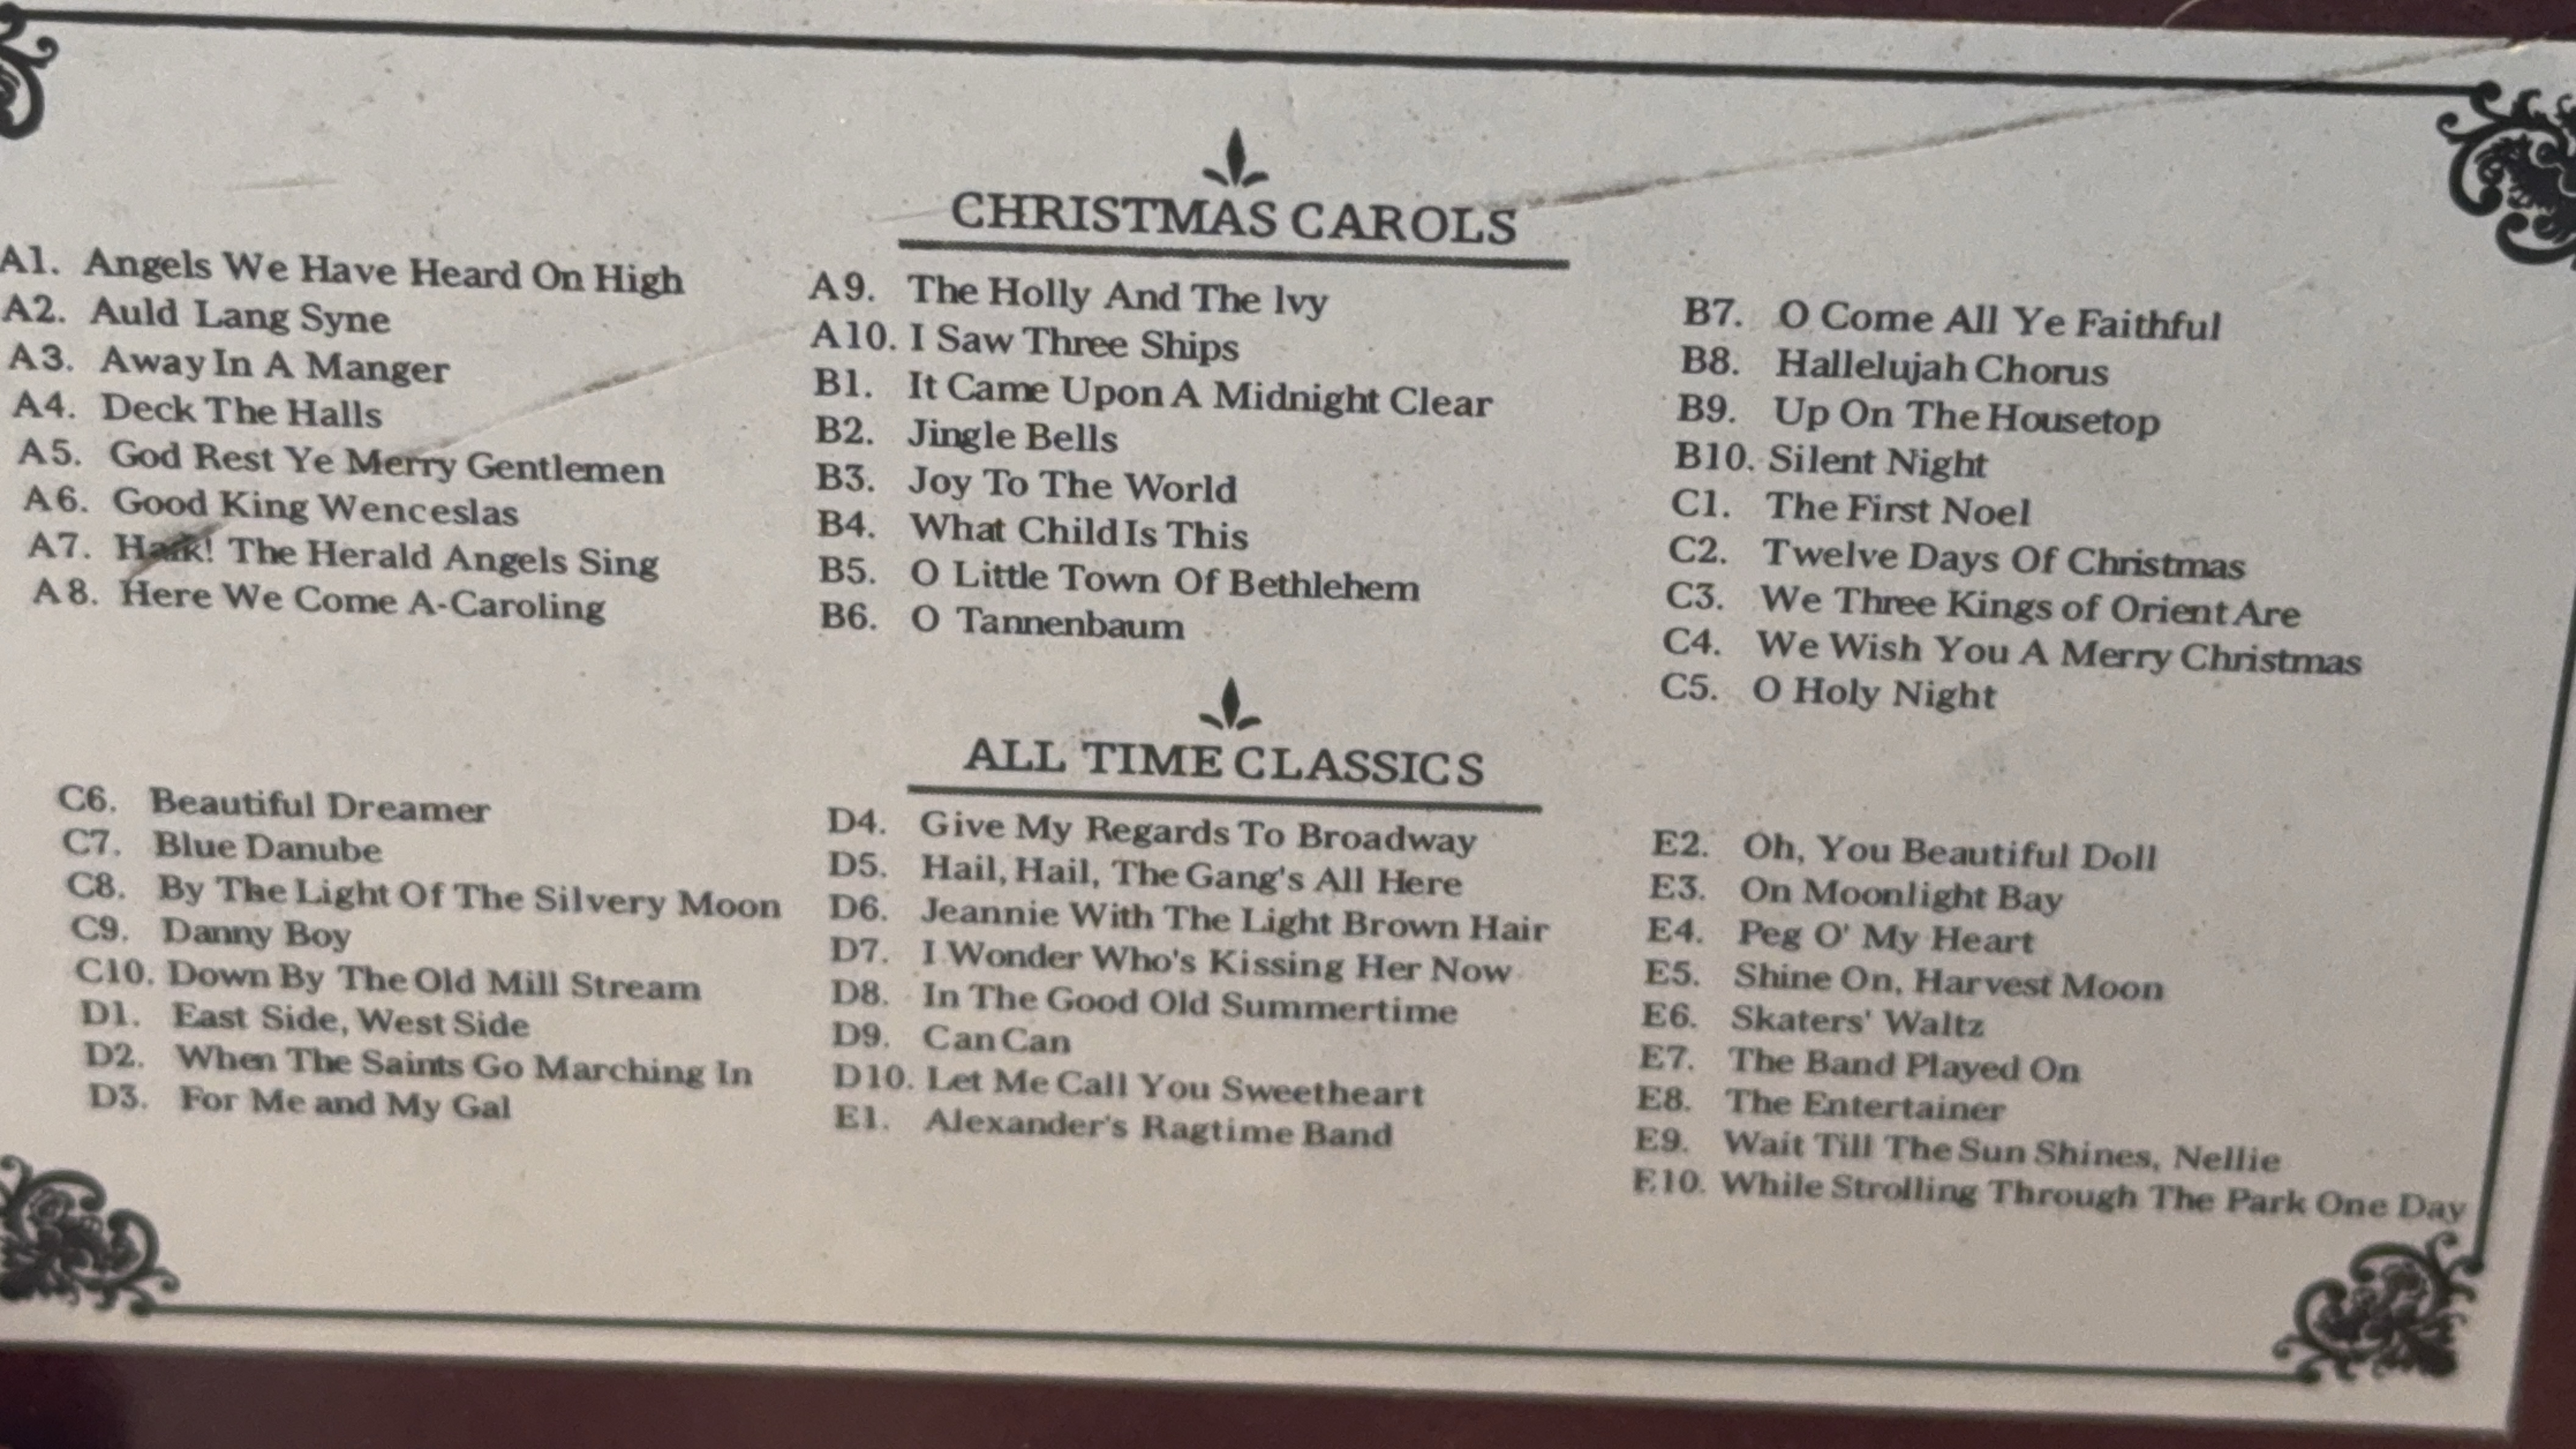 CHRISTMAS CAROLS
A1. Angels We Have Heard On High
A2. Auld Lang Syne
A3. Away In A Manger
A4. Deck The Halls
A5. God Rest Ye Merry Gentlemen
A6. Good King Wenceslas
A7. Hark! The Herald Angels Sing
A8. Here We Come A-Caroling
A9. The Holly And The Ivy
A10. I Saw Three Ships
B1. It Came Upon A Midnight Clear
B2. Jingle Bells
B3. Joy To The World
B4. What Child Is This
B5. O Little Town Of Bethlehem
B6. O Tannenbaum
B7. O Come All Ye Faithful
B8. Hallelujah Chorus
B9. Up On The Housetop
B10. Silent Night
C1. The First Noel
C2. Twelve Days Of Christmas
C3. We Three Kings of Orient Are
C4. We Wish You A Merry Christmas
C5. O Holy Night
ALL TIME CLASSICS
C6. Beautiful Dreamer
C7. Blue Danube
C8. By The Light Of The Silvery Moon
C9. Danny Boy
C10. Down By The Old Mill Stream
D1. East Side, West Side
D2. When The Saints Go Marching In
D3. For Me and My Gal
D4. Give My Regards To Broadway
D5. Hail, Hail, The Gang's All Here
D6. Jeannie With The Light Brown Hair
D7. I Wonder Who's Kissing Her Now
D8. In The Good Old Summertime
D9. Can Can
D10. Let Me Call You Sweetheart
E1. Alexander's Ragtime Band
E2. Oh, You Beautiful Doll
E3. On Moonlight Bay
E4. Peg O' My Heart
E5. Shine On, Harvest Moon
E6. Skaters' Waltz
E7. The Band Played On
E8. The Entertainer
E9. Wait Till The Sun Shines, Nellie
E10. While Strolling Through The Park One Day